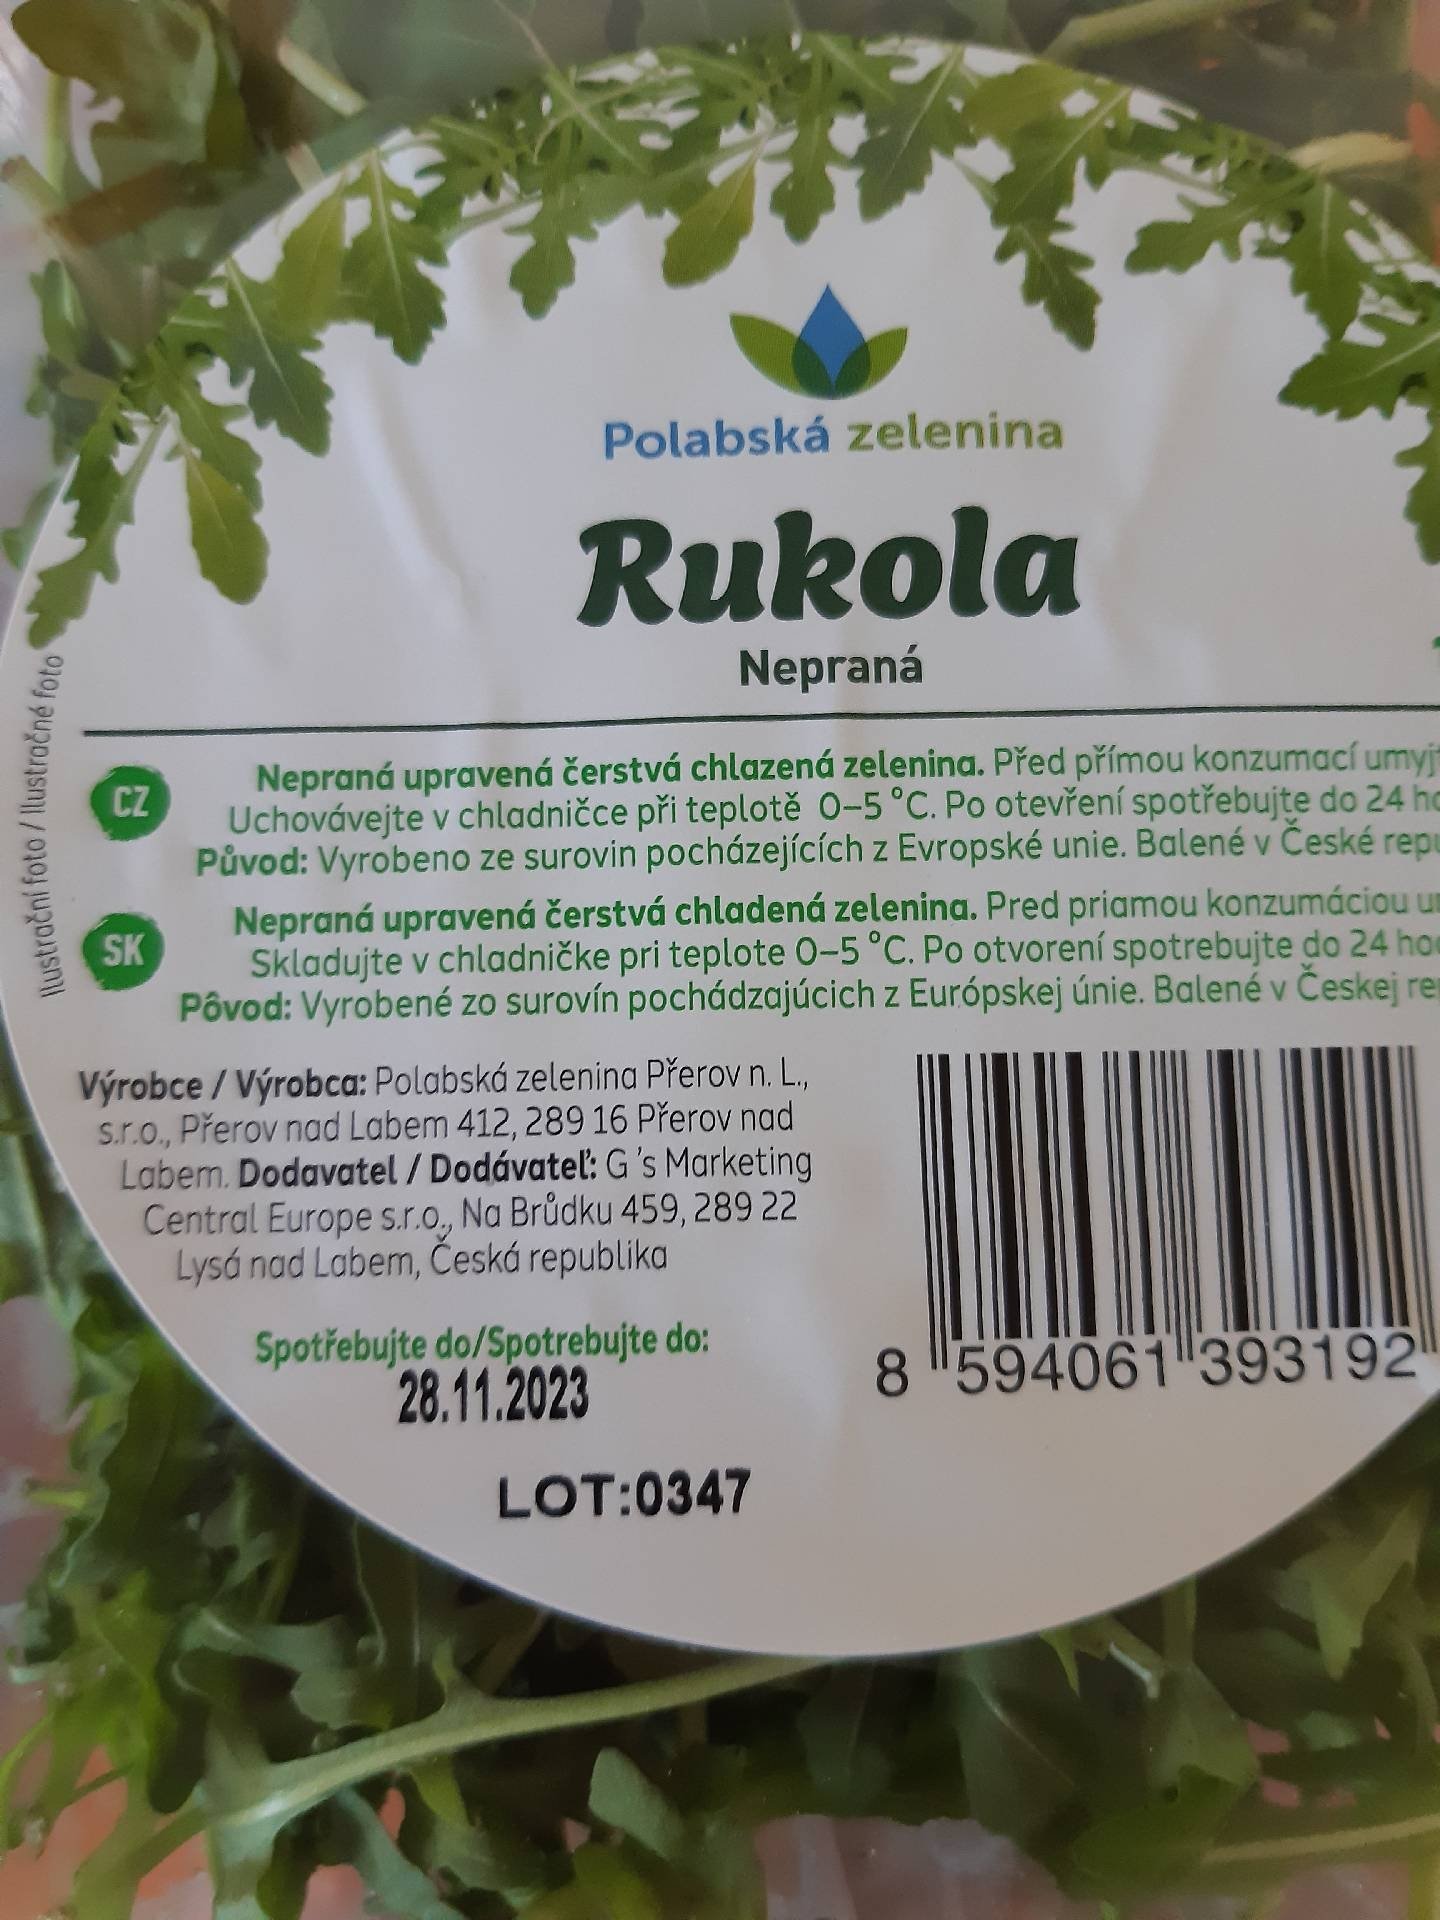 Polabská zelenina
Rukola
Nepraná
Ilustrační foto / Ilustračné foto
CZ
Nepraná upravená čerstvá chlazená zelenina. Před přímou konzumací
Uchovávejte v chladničce při teplotě 0–5 °C. Po otevření spotřebujte do 24
Původ: Vyrobeno ze surovin pocházejících z Evropské unie. Balené v České
SK
Nepraná upravená čerstvá chladená zelenina. Pred priamou konzumáciou
Skladujte v chladničke pri teplote 0–5 °C. Po otvorení spotrebujte do 24
Pôvod: Vyrobené zo surovín pochádzajúcich z Európskej únie. Balené v Českej
Výrobce / Výrobca: Polabská zelenina Přerov n. L.,
s.r.o., Přerov nad Labem 412, 289 16 Přerov nad
Labem. Dodavatel / Dodávateľ: G 's Marketing
Central Europe s.r.o., Na Brůdku 459, 289 22
Lysá nad Labem, Česká republika
Spotřebujte do/Spotrebujte do:
28.11.2023
LOT:0347
8 594061 393192